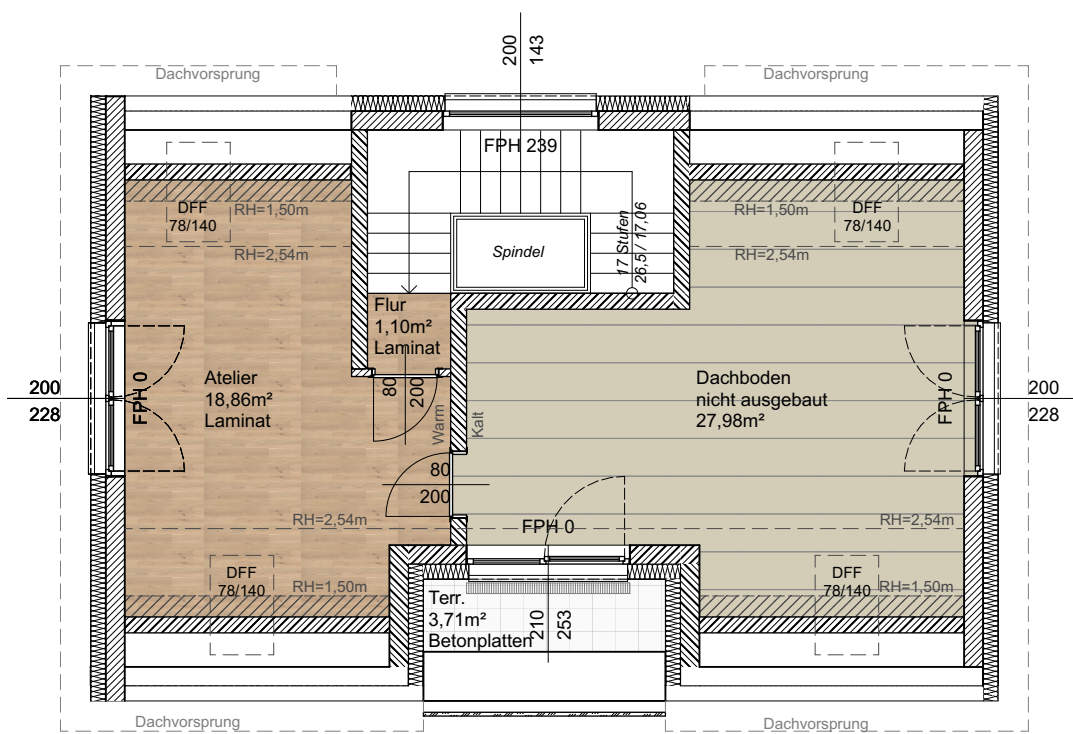 200
143
Dachvorsprung
Dachvorsprung
FPH 239
DFF
78/140
RH=1,50m
RH=2,54m
Spindel
17 Stufen
26,5 / 17,06
RH=1,50m
DFF
78/140
RH=2,54m
Flur
1,10m²
Laminat
200
228
FPH 0
Atelier
18,86m²
Laminat
80
200
Warm
Kalt
Dachboden
nicht ausgebaut
27,98m²
FPH 0
200
228
80
200
RH=2,54m
FPH 0
RH=2,54m
DFF
78/140
RH=1,50m
Terr.
3,71m²
Betonplatten
210
253
DFF
78/140
RH=1,50m
Dachvorsprung
Dachvorsprung